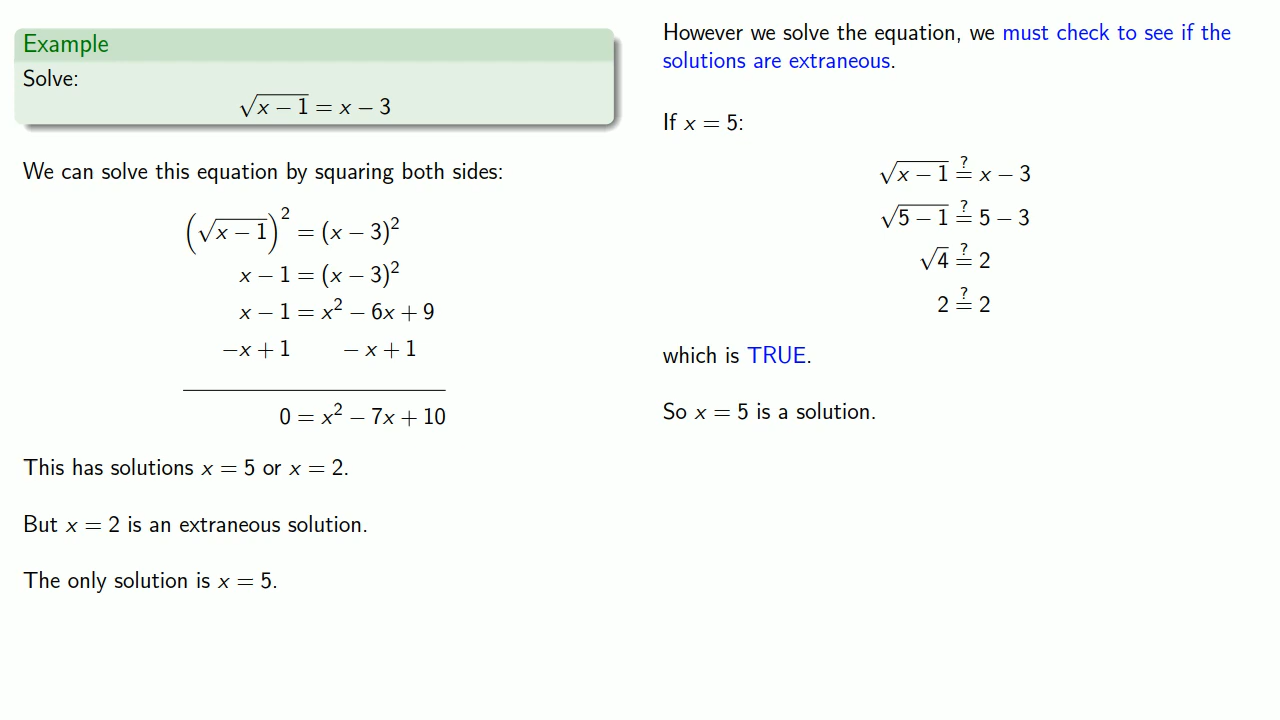 Example
Solve:
√(x − 1) = x − 3
We can solve this equation by squaring both sides:
(√(x − 1))² = (x − 3)²
x − 1 = (x − 3)²
x − 1 = x² − 6x + 9
−x + 1 − x + 1
0 = x² − 7x + 10
This has solutions x = 5 or x = 2.
But x = 2 is an extraneous solution.
The only solution is x = 5.
However we solve the equation, we must check to see if the
solutions are extraneous.
If x = 5:
√(x − 1) ≟ x − 3
√(5 − 1) ≟ 5 − 3
√4 ≟ 2
2 ≟ 2
which is TRUE.
So x = 5 is a solution.